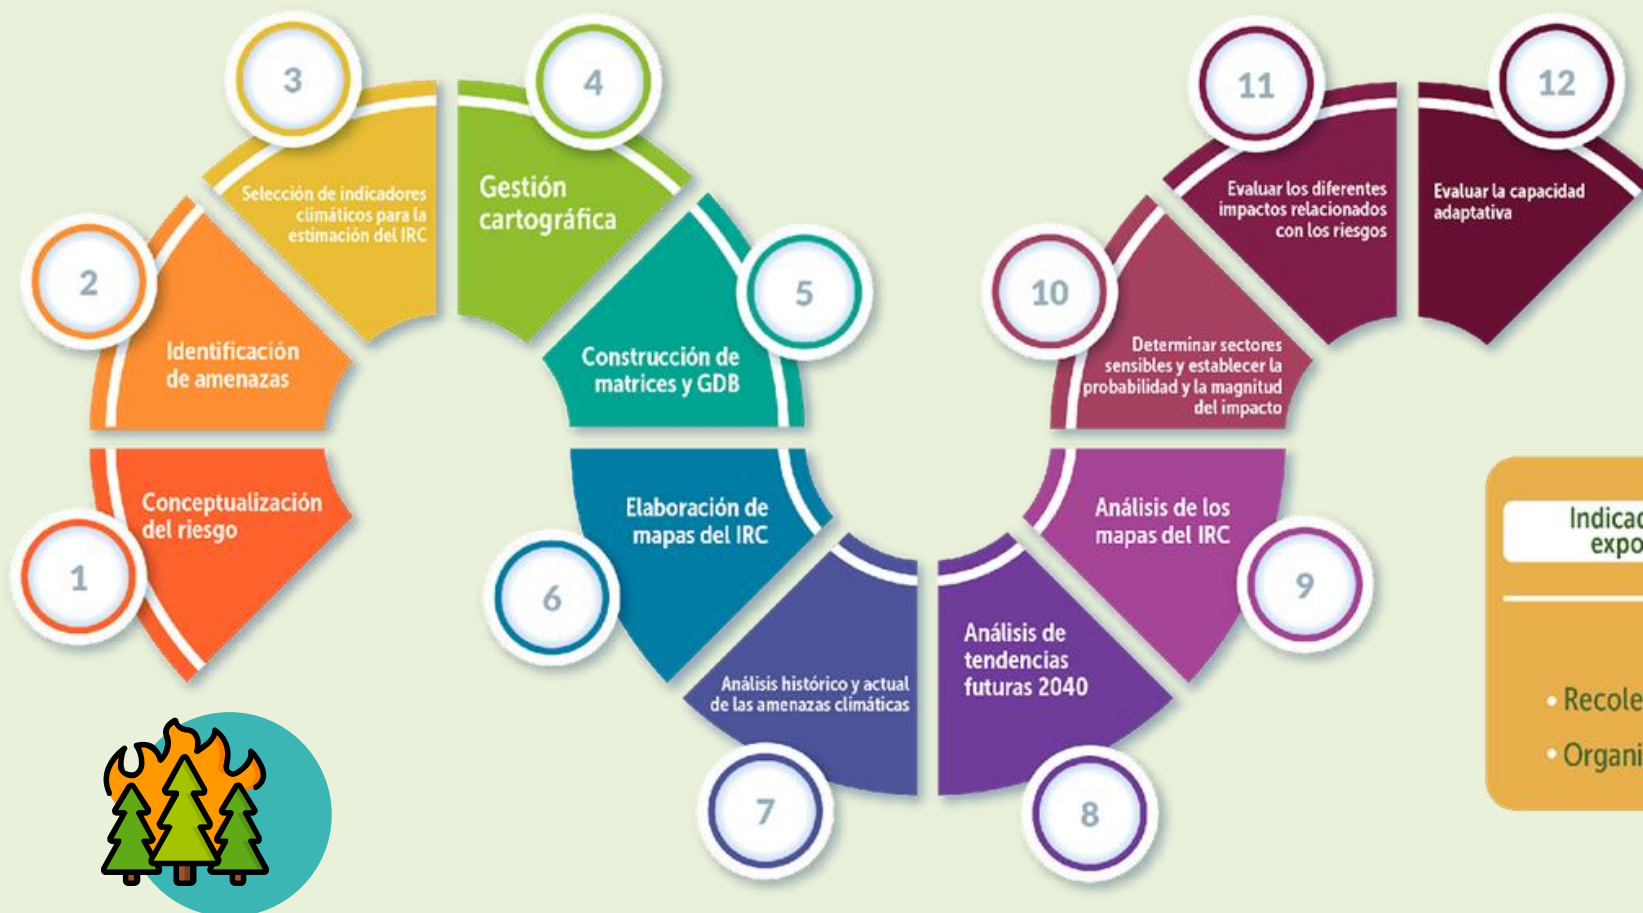 1
Conceptualización
del riesgo
2
Identificación
de amenazas
3
Selección de indicadores
climáticos para la
estimación del IRC
4
Gestión
cartográfica
5
Construcción de
matrices y GDB
6
Elaboración de
mapas del IRC
7
Análisis histórico y actual
de las amenazas climáticas
8
Análisis de
tendencias
futuras 2040
9
Análisis de los
mapas del IRC
10
Determinar sectores
sensibles y establecer la
probabilidad y la magnitud
del impacto
11
Evaluar los diferentes
impactos relacionados
con los riesgos
12
Evaluar la capacidad
adaptativa